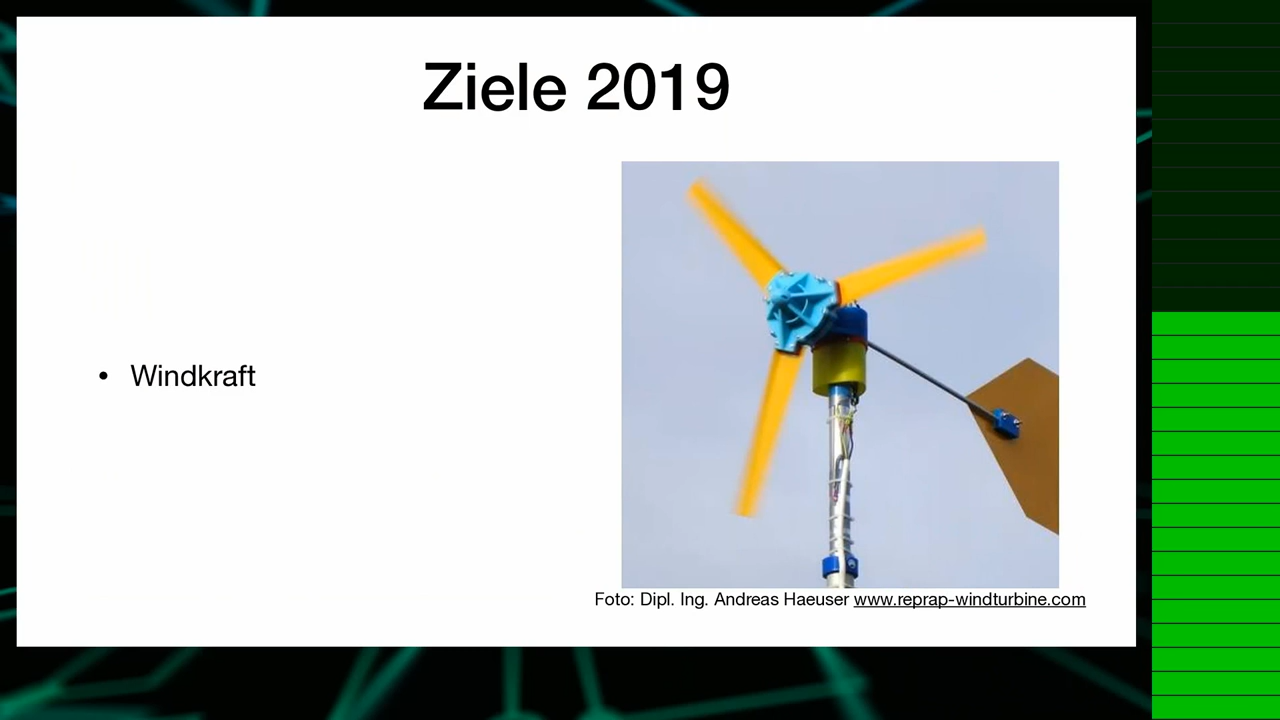 Ziele 2019
• Windkraft
Foto: Dipl. Ing. Andreas Haeuser www.reprap-windturbine.com